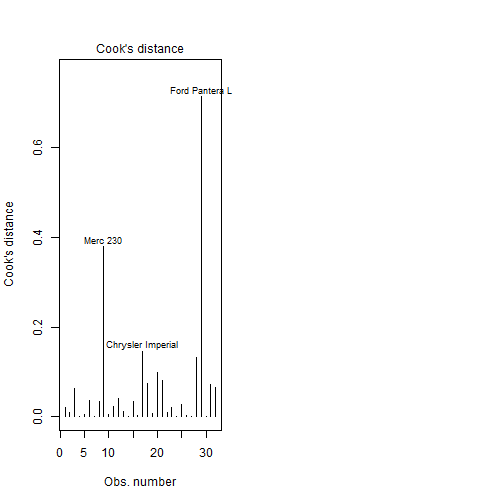 Cook's distance
Ford Pantera L
Merc 230
Chrysler Imperial
Cook's distance
0.6
0.4
0.2
0.0
0 5 10 20 30
Obs. number